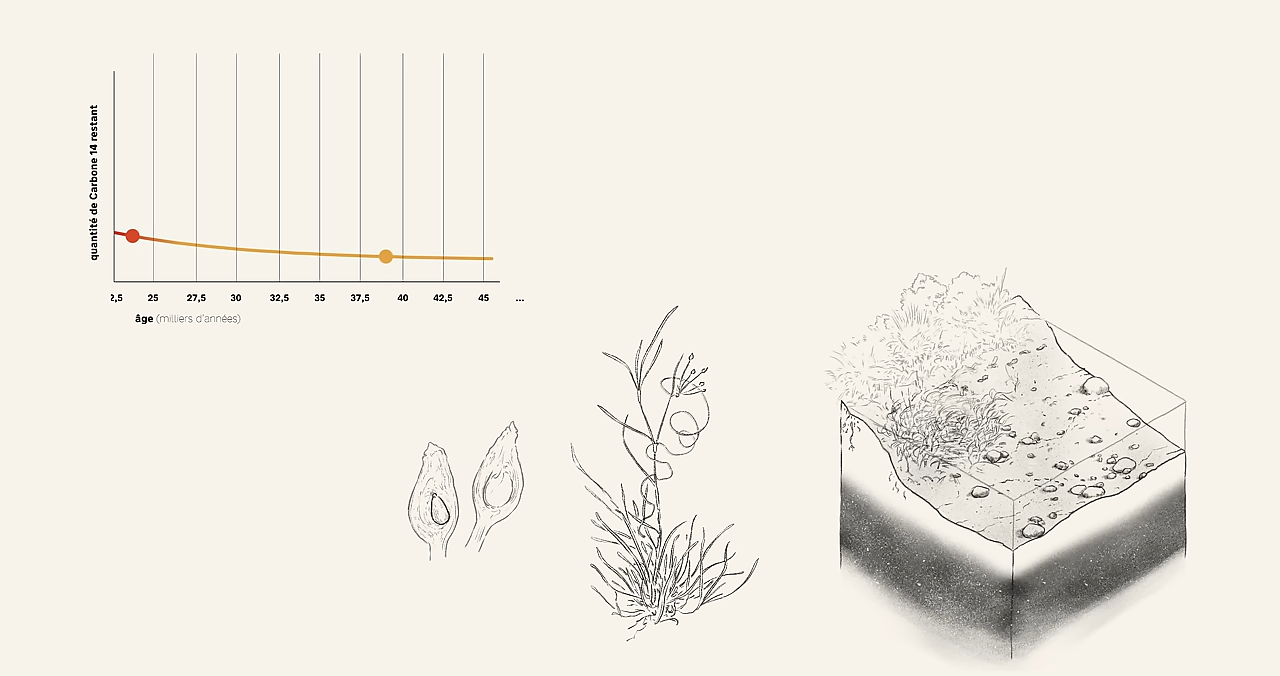 quantité de Carbone 14 restant
2,5 25 27,5 30 32,5 35 37,5 40 42,5 45 ...
âge (milliers d'années)